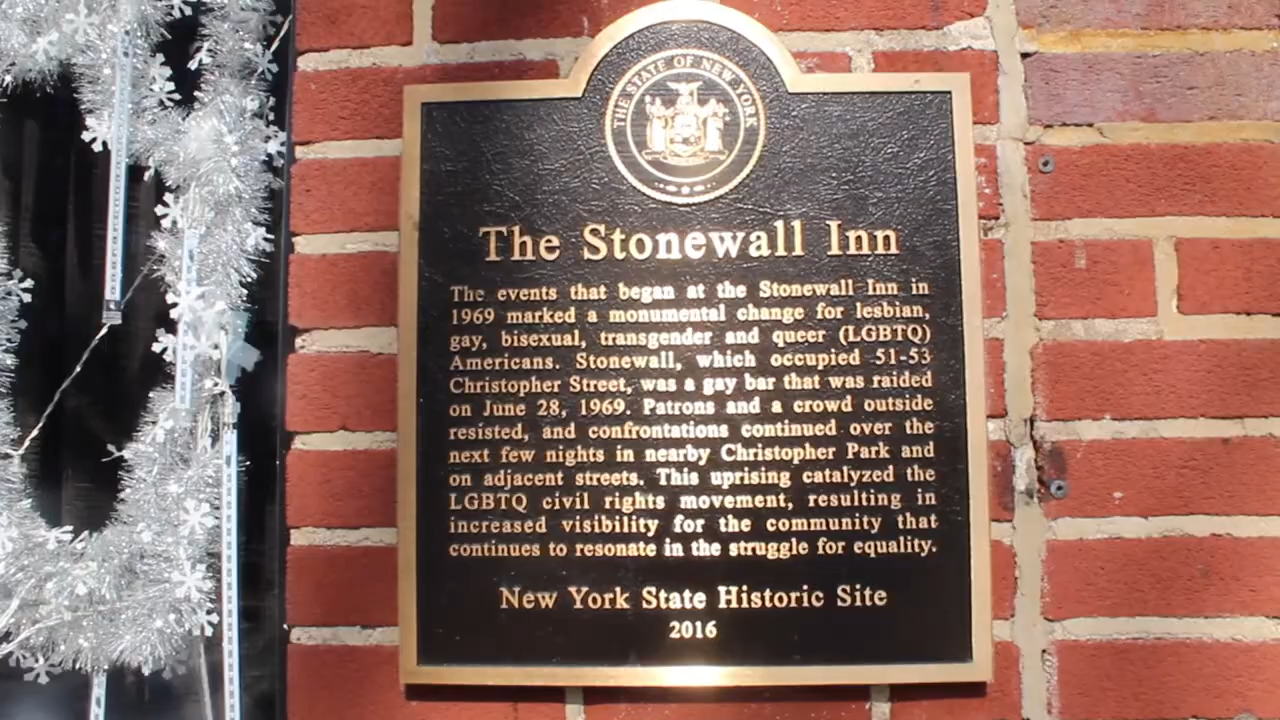 THE STATE OF NEW YORK
The Stonewall Inn
The events that began at the Stonewall Inn in
1969 marked a monumental change for lesbian,
gay, bisexual, transgender and queer (LGBTQ)
Americans. Stonewall, which occupied 51-53
Christopher Street, was a gay bar that was raided
on June 28, 1969. Patrons and a crowd outside
resisted, and confrontations continued over the
next few nights in nearby Christopher Park and
on adjacent streets. This uprising catalyzed the
LGBTQ civil rights movement, resulting in
increased visibility for the community that
continues to resonate in the struggle for equality.
New York State Historic Site
2016